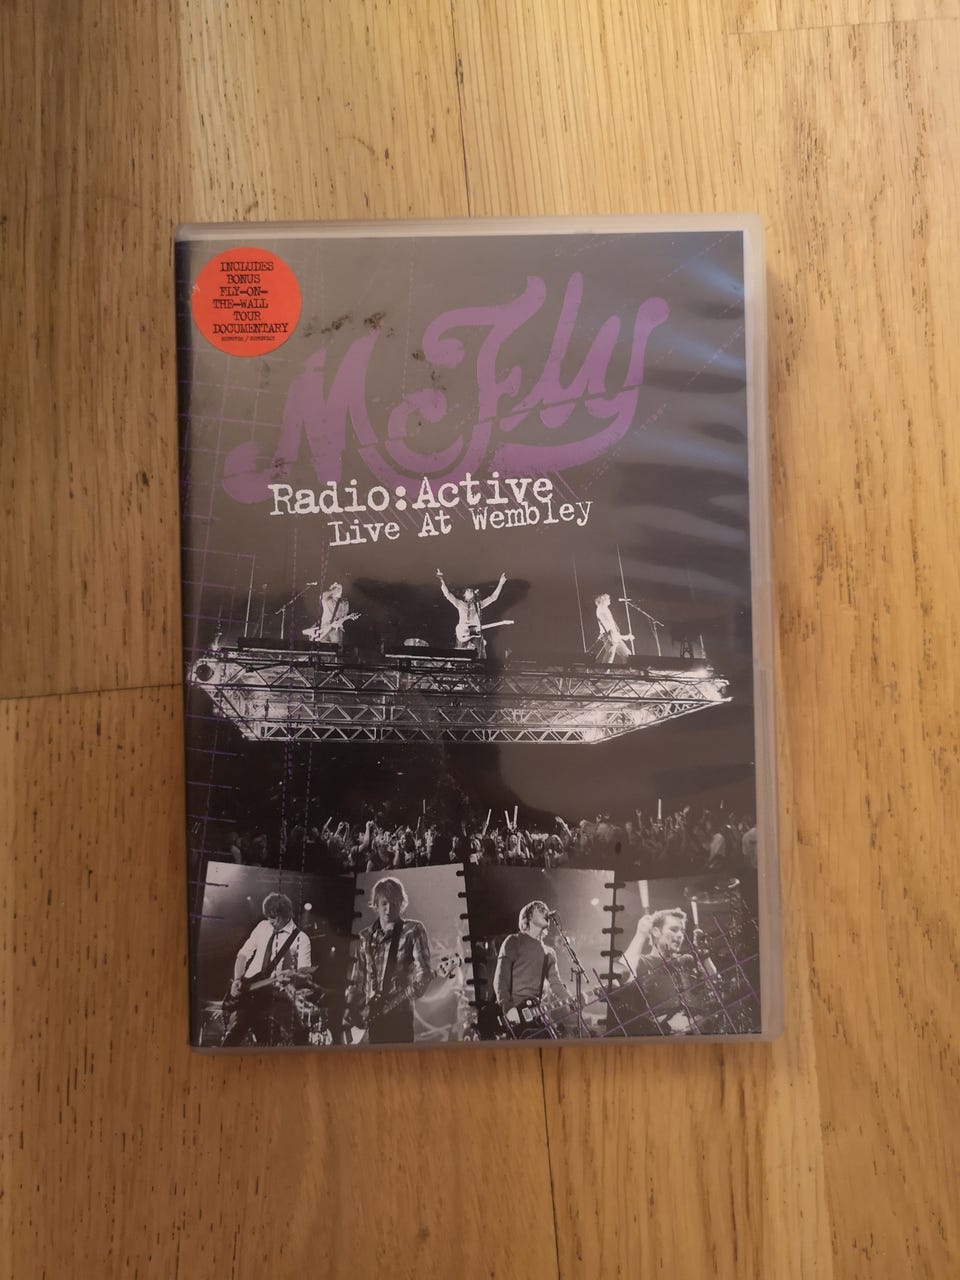 INCLUDES
BONUS
FLY-ON-
THE-WALL
TOUR
DOCUMENTARY
McFly
Radio:Active
Live At Wembley